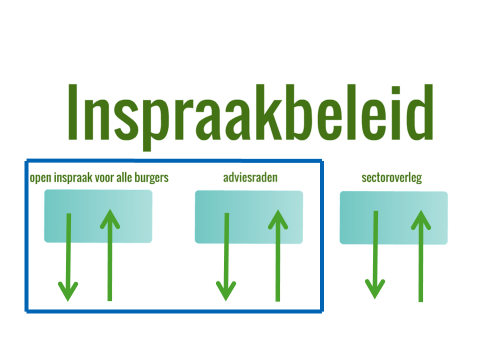 Inspraakbeleid
open inspraak voor alle burgers
adviesraden
sectoroverleg